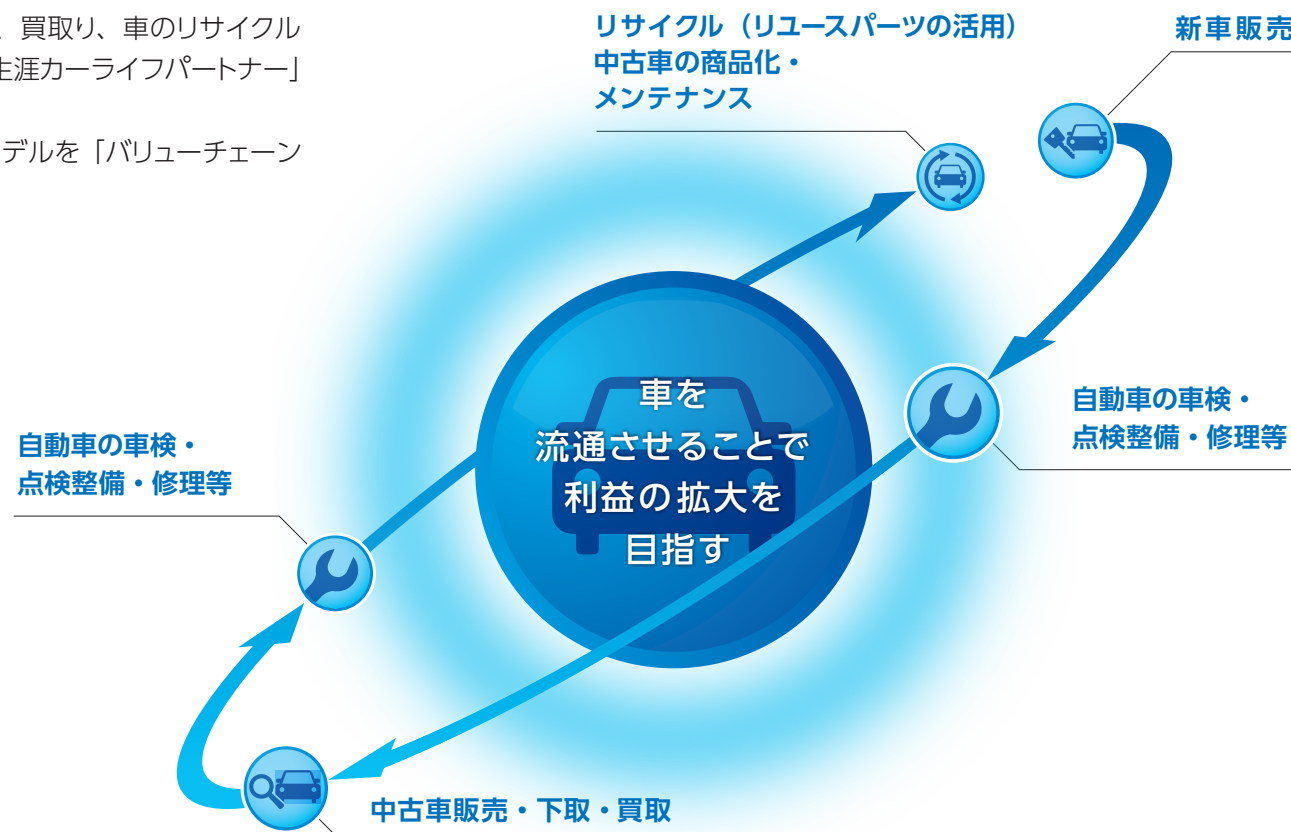 、買取り、車のリサイクル
生涯カーライフパートナー」
デルを「バリューチェーン
リサイクル（リユースパーツの活用）
中古車の商品化・
メンテナンス
新車販売
車を
流通させることで
利益の拡大を
目指す
自動車の車検・
点検整備・修理等
自動車の車検・
点検整備・修理等
中古車販売・下取・買取